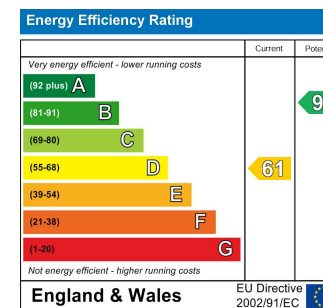 Energy Efficiency Rating
Current
Very energy efficient - lower running costs
(92 plus) A
(81-91) B
(69-80) C
(55-68) D
61
(39-54) E
(21-38) F
(1-20) G
Not energy efficient - higher running costs
England & Wales
EU Directive
2002/91/EC